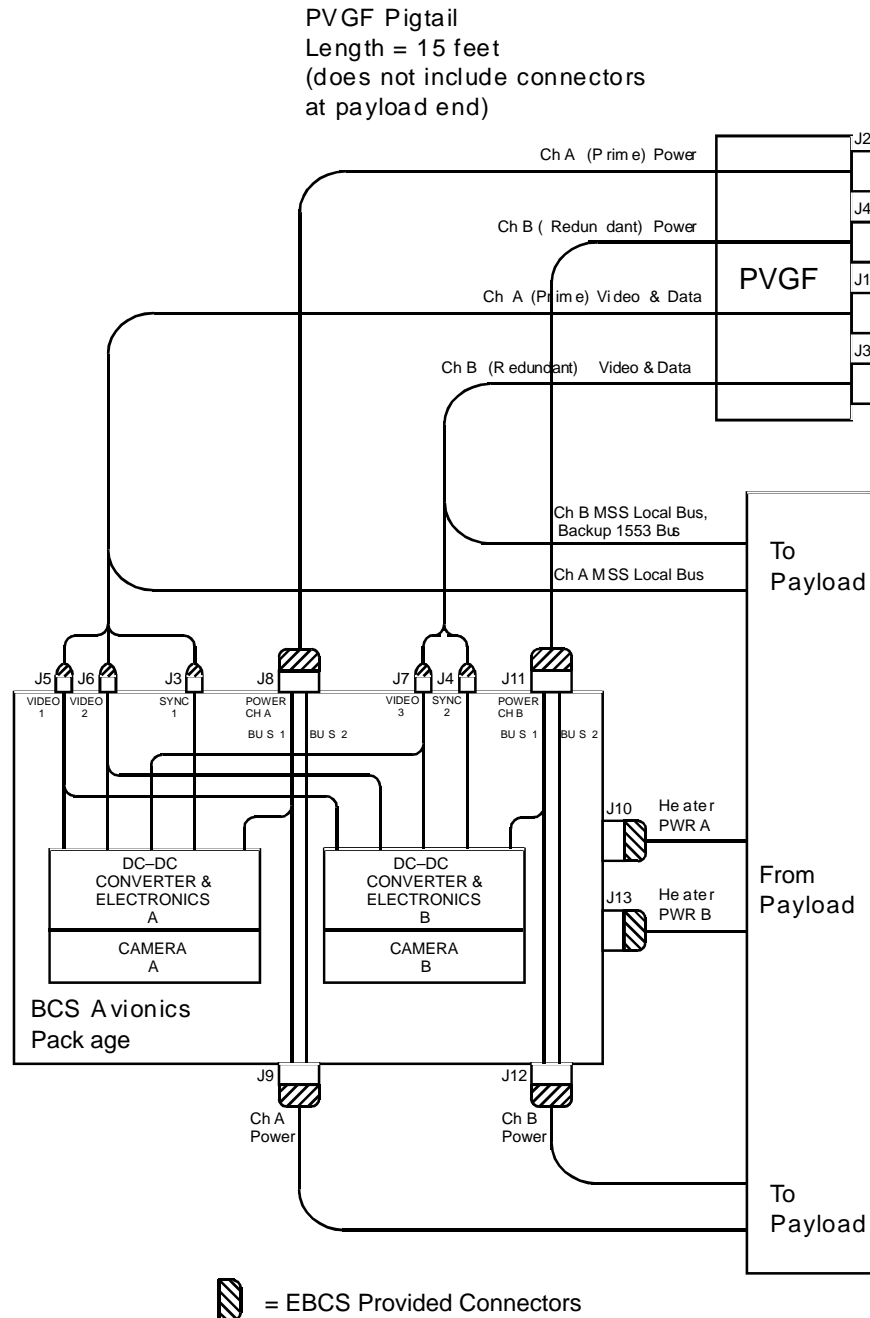 PVGF Pigtail
Length = 15 feet
(does not include connectors
at payload end)
J2
Ch A (Prime) Power
J4
Ch B (Redundant) Power
PVGF
J1
Ch A (Prime) Video & Data
J3
Ch B (Redundant) Video & Data
Ch B MSS Local Bus,
Backup 1553 Bus
To
Payload
Ch A MSS Local Bus
J5
J6
J3
J8
J7
J4
J11
VIDEO
1
VIDEO
2
SYNC
1
POWER
CH A
VIDEO
3
SYNC
2
POWER
CH B
BUS 1
BUS 2
BUS 1
BUS 2
J10
Heater
PWR A
DC–DC
CONVERTER &
ELECTRONICS
A
CAMERA
A
DC–DC
CONVERTER &
ELECTRONICS
B
CAMERA
B
From
Payload
J13
Heater
PWR B
BCS Avionics
Package
J9
Ch A
Power
J12
Ch B
Power
To
Payload
= EBCS Provided Connectors